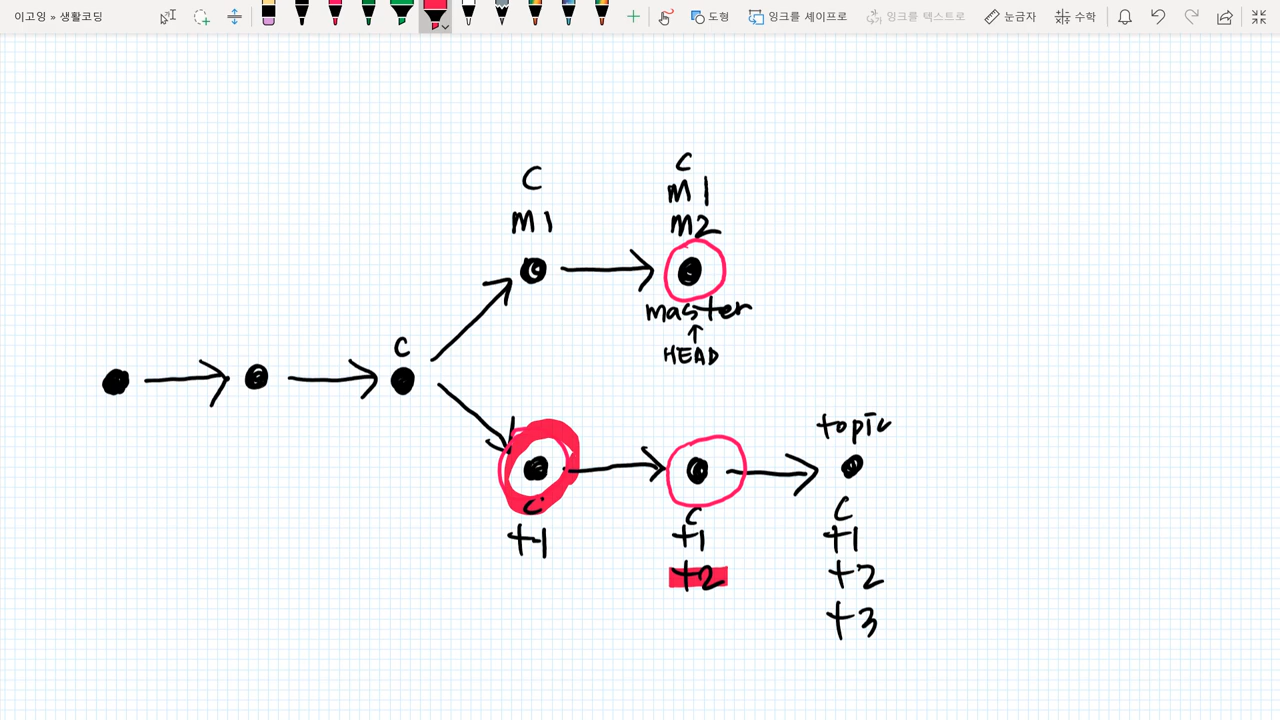 이고잉 » 생활코딩
도형
잉크를 셰이프로
잉크를 텍스트로
눈금자
수학
C
m1
C
m1
m2
master
↑
HEAD
C
topic
C
t1
C
t1
t2
C
t1
t2
t3